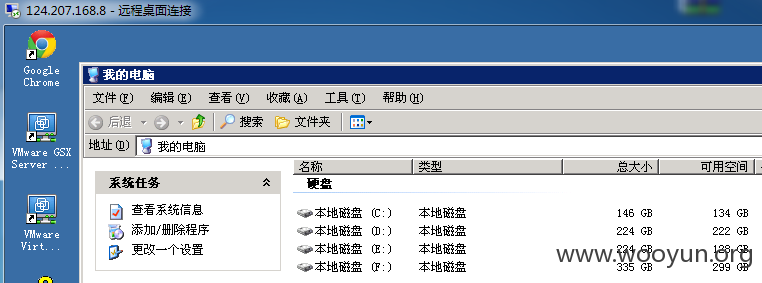 124.207.168.8 - 远程桌面连接
Google
Chrome
VMware GSX
Server ...
VMware
Virt...
我的电脑
文件(F) 编辑(E) 查看(V) 收藏(A) 工具(T) 帮助(H)
后退 搜索 文件夹
地址(D) 我的电脑
系统任务
查看系统信息
添加/删除程序
更改一个设置
名称 类型 总大小 可用空间
硬盘
本地磁盘 (C:) 本地磁盘 146 GB 134 GB
本地磁盘 (D:) 本地磁盘 224 GB 222 GB
本地磁盘 (E:) 本地磁盘 224 GB 128 GB
本地磁盘 (F:) 本地磁盘 335 GB 299 GB
www.wooyun.org